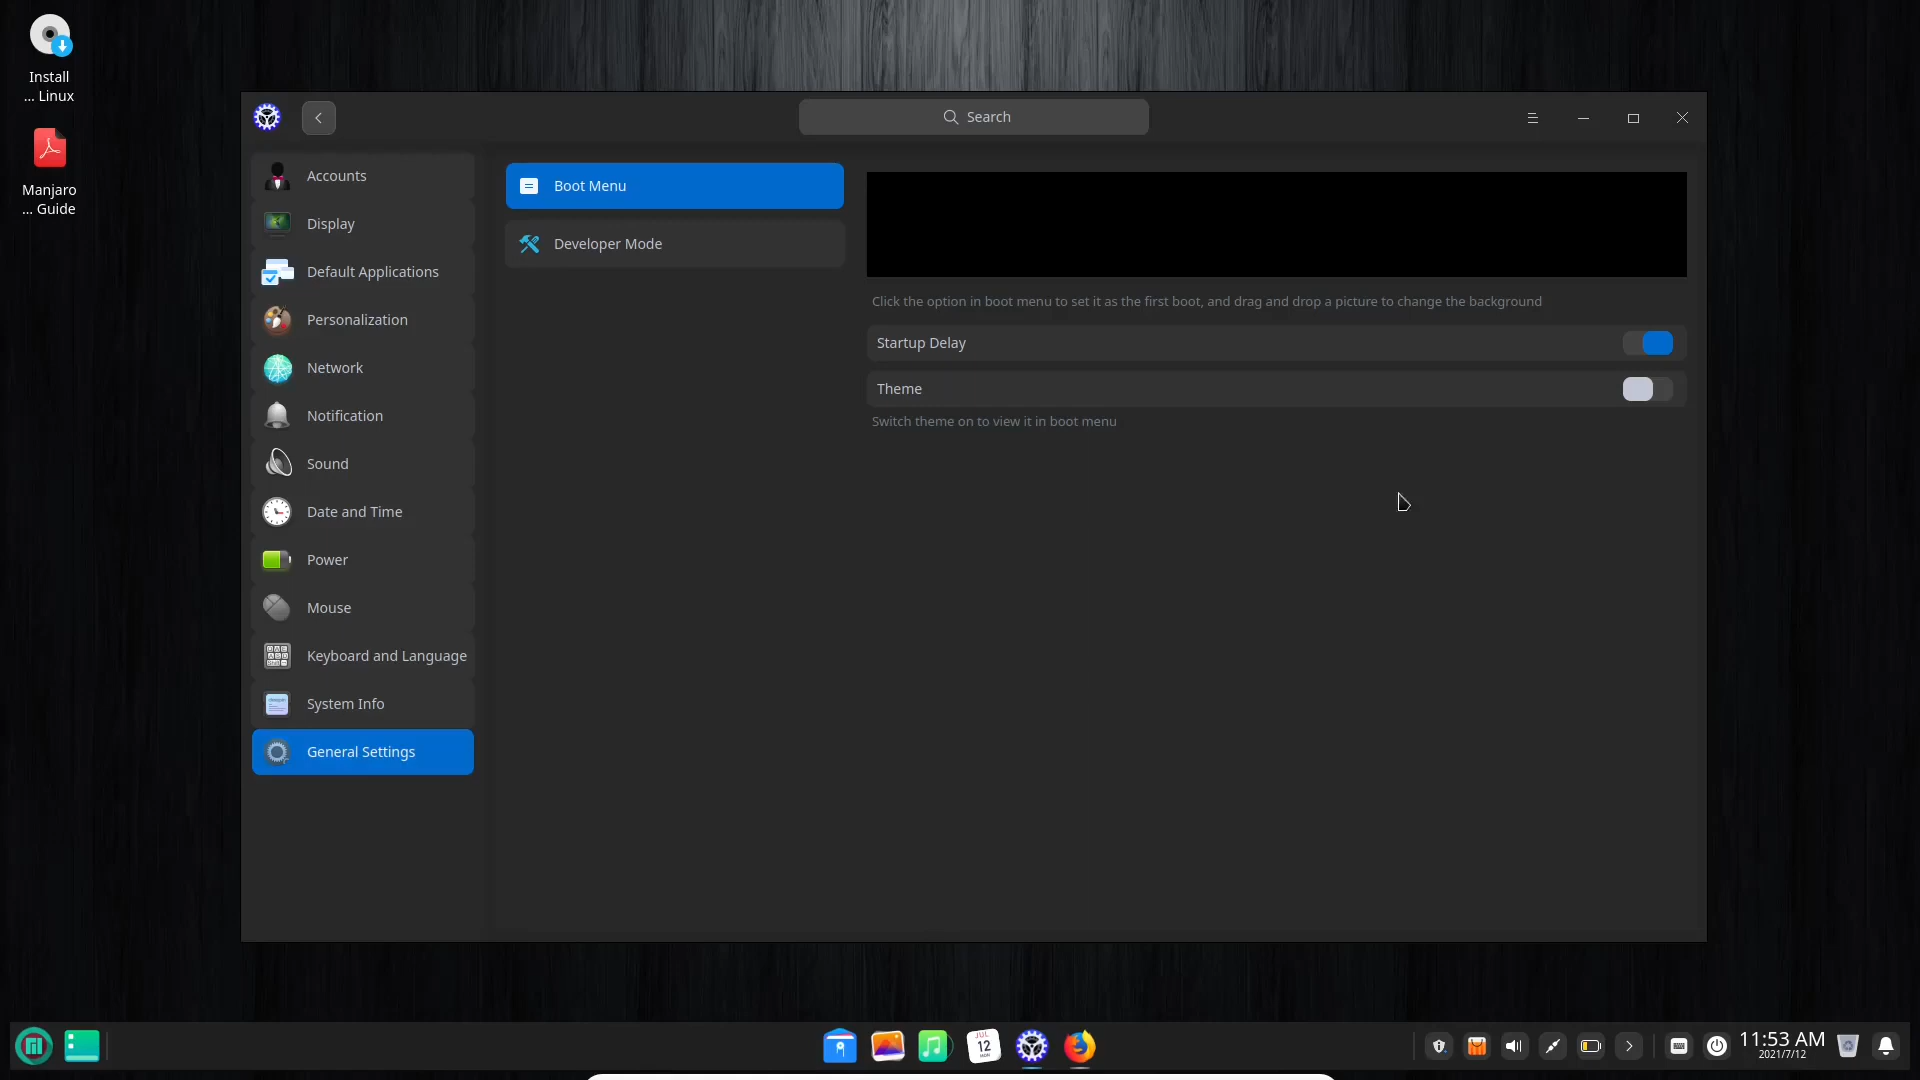 Install
... Linux
Manjaro
... Guide
Search
Accounts
Display
Default Applications
Personalization
Network
Notification
Sound
Date and Time
Power
Mouse
Keyboard and Language
System Info
General Settings
Boot Menu
Developer Mode
Click the option in boot menu to set it as the first boot, and drag and drop a picture to change the background
Startup Delay
Theme
Switch theme on to view it in boot menu
JUL
12
MON
11:53 AM
2021/7/12